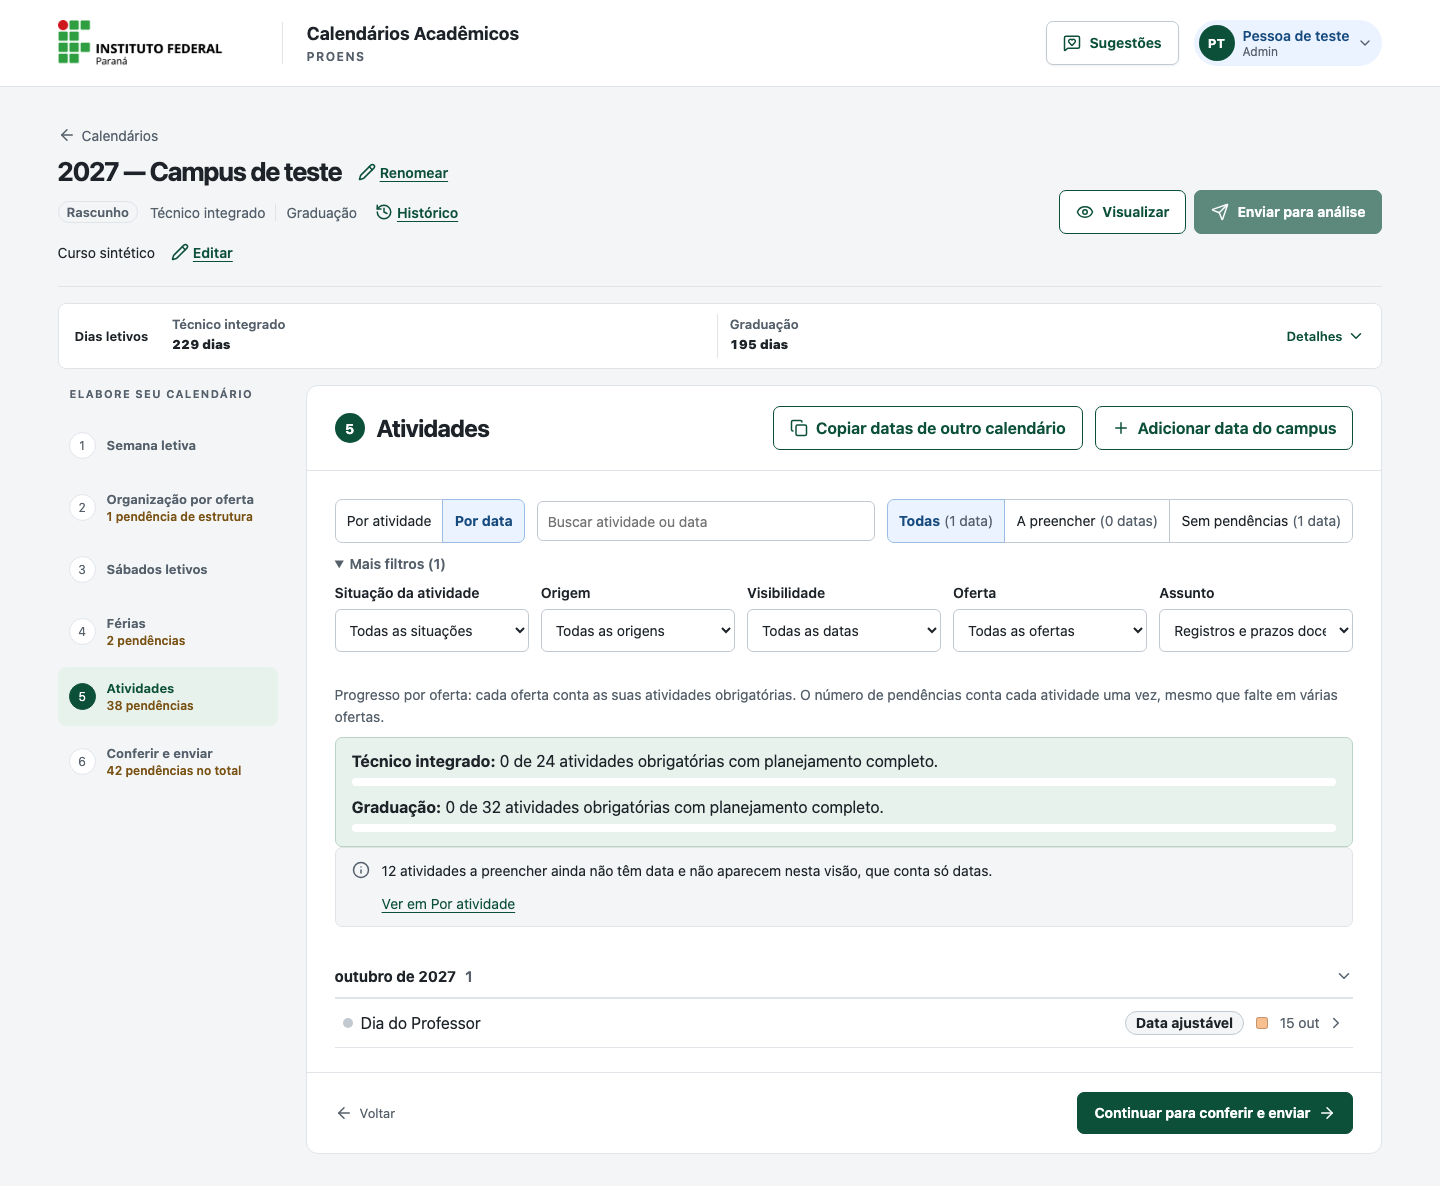 INSTITUTO FEDERAL
Paraná
Calendários Acadêmicos
PROENS
Sugestões
PT
Pessoa de teste
Admin
Calendários
2027 — Campus de teste
Renomear
Rascunho
Técnico integrado
Graduação
Histórico
Visualizar
Enviar para análise
Curso sintético
Editar
Dias letivos
Técnico integrado
229 dias
Graduação
195 dias
Detalhes
ELABORE SEU CALENDÁRIO
1
Semana letiva
2
Organização por oferta
1 pendência de estrutura
3
Sábados letivos
4
Férias
2 pendências
5
Atividades
38 pendências
6
Conferir e enviar
42 pendências no total
5
Atividades
Copiar datas de outro calendário
Adicionar data do campus
Por atividade
Por data
Buscar atividade ou data
Todas (1 data)
A preencher (0 datas)
Sem pendências (1 data)
Mais filtros (1)
Situação da atividade
Todas as situações
Origem
Todas as origens
Visibilidade
Todas as datas
Oferta
Todas as ofertas
Assunto
Registros e prazos doce
Progresso por oferta: cada oferta conta as suas atividades obrigatórias. O número de pendências conta cada atividade uma vez, mesmo que falte em várias
ofertas.
Técnico integrado: 0 de 24 atividades obrigatórias com planejamento completo.
Graduação: 0 de 32 atividades obrigatórias com planejamento completo.
12 atividades a preencher ainda não têm data e não aparecem nesta visão, que conta só datas.
Ver em Por atividade
outubro de 2027 1
Dia do Professor
Data ajustável
15 out
Voltar
Continuar para conferir e enviar